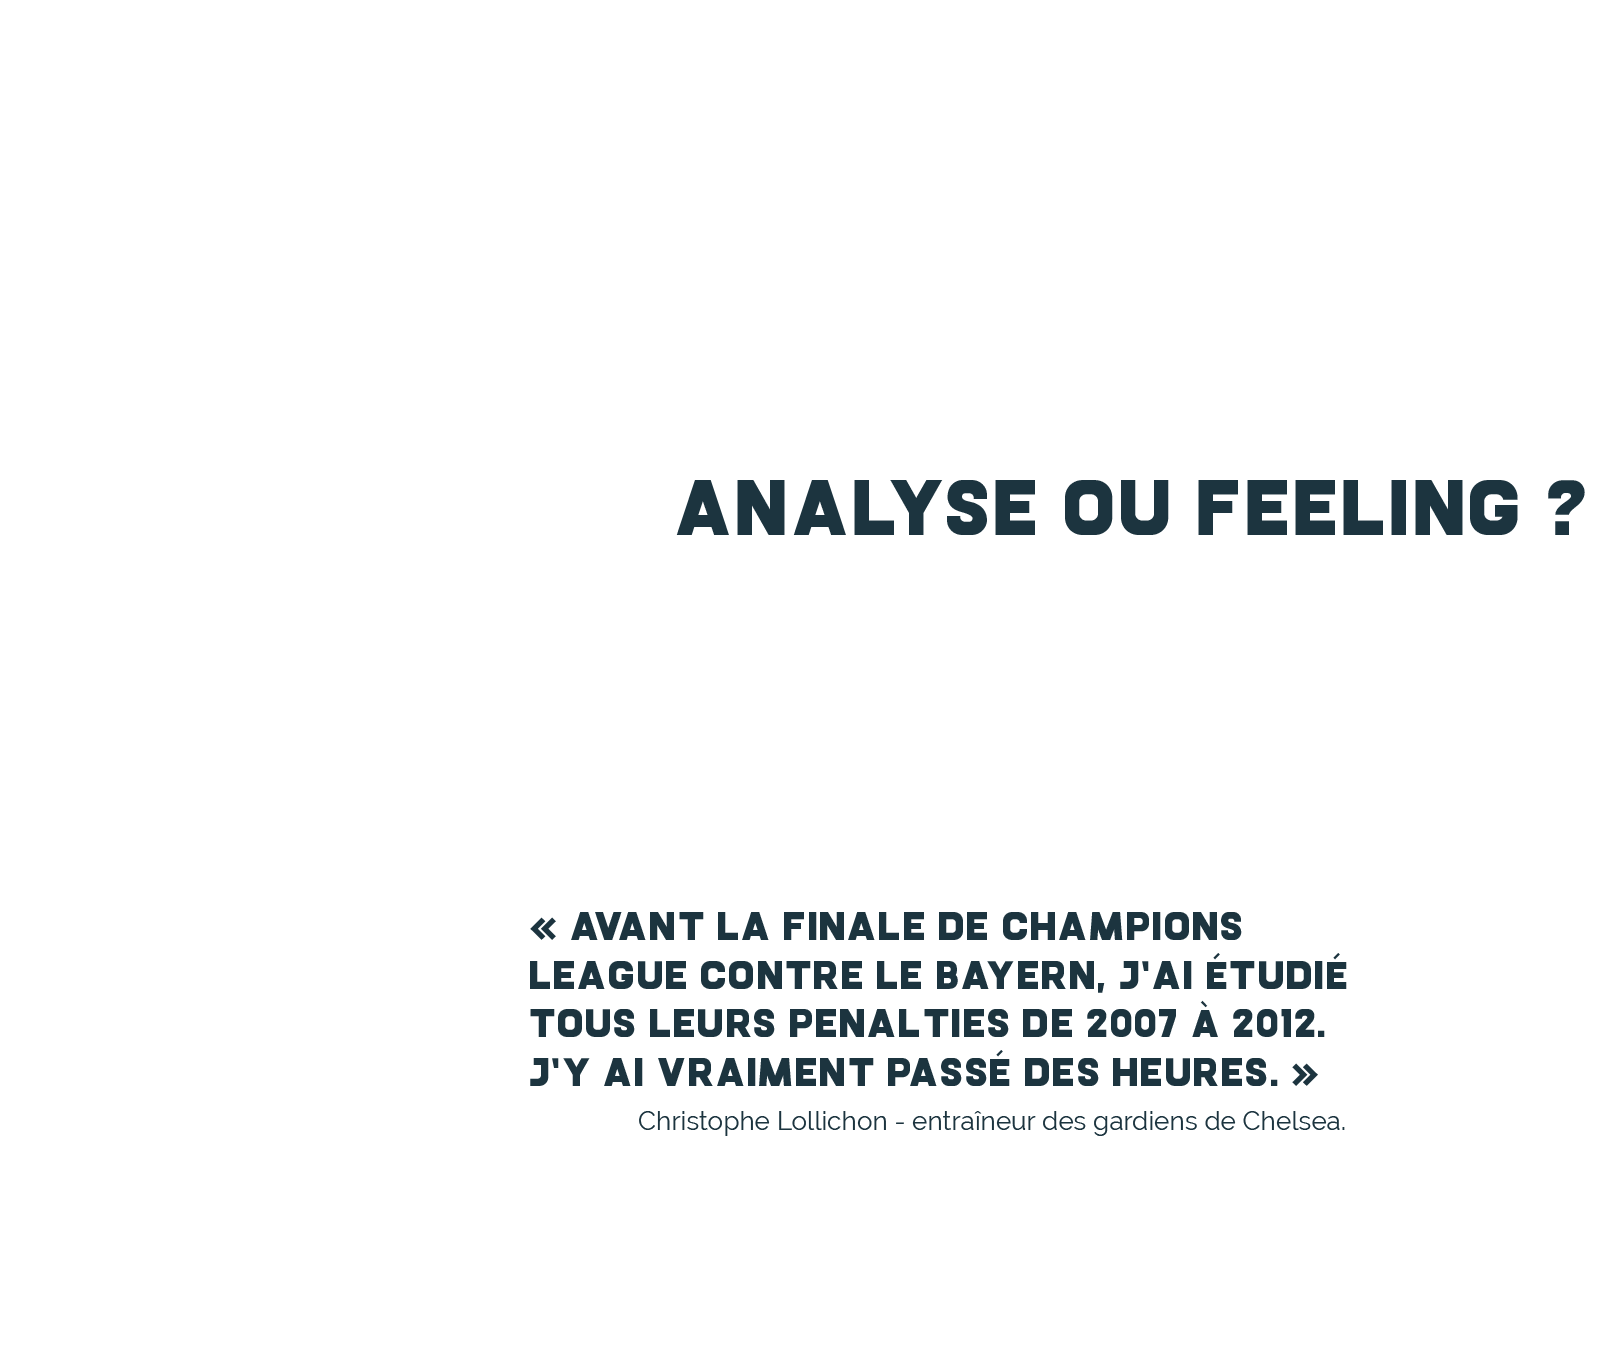 ANALYSE OU FEELING ?
« AVANT LA FINALE DE CHAMPIONS
LEAGUE CONTRE LE BAYERN, J'AI ÉTUDIÉ
TOUS LEURS PENALTIES DE 2007 À 2012.
J'Y AI VRAIMENT PASSÉ DES HEURES. »
Christophe Lollichon - entraîneur des gardiens de Chelsea.